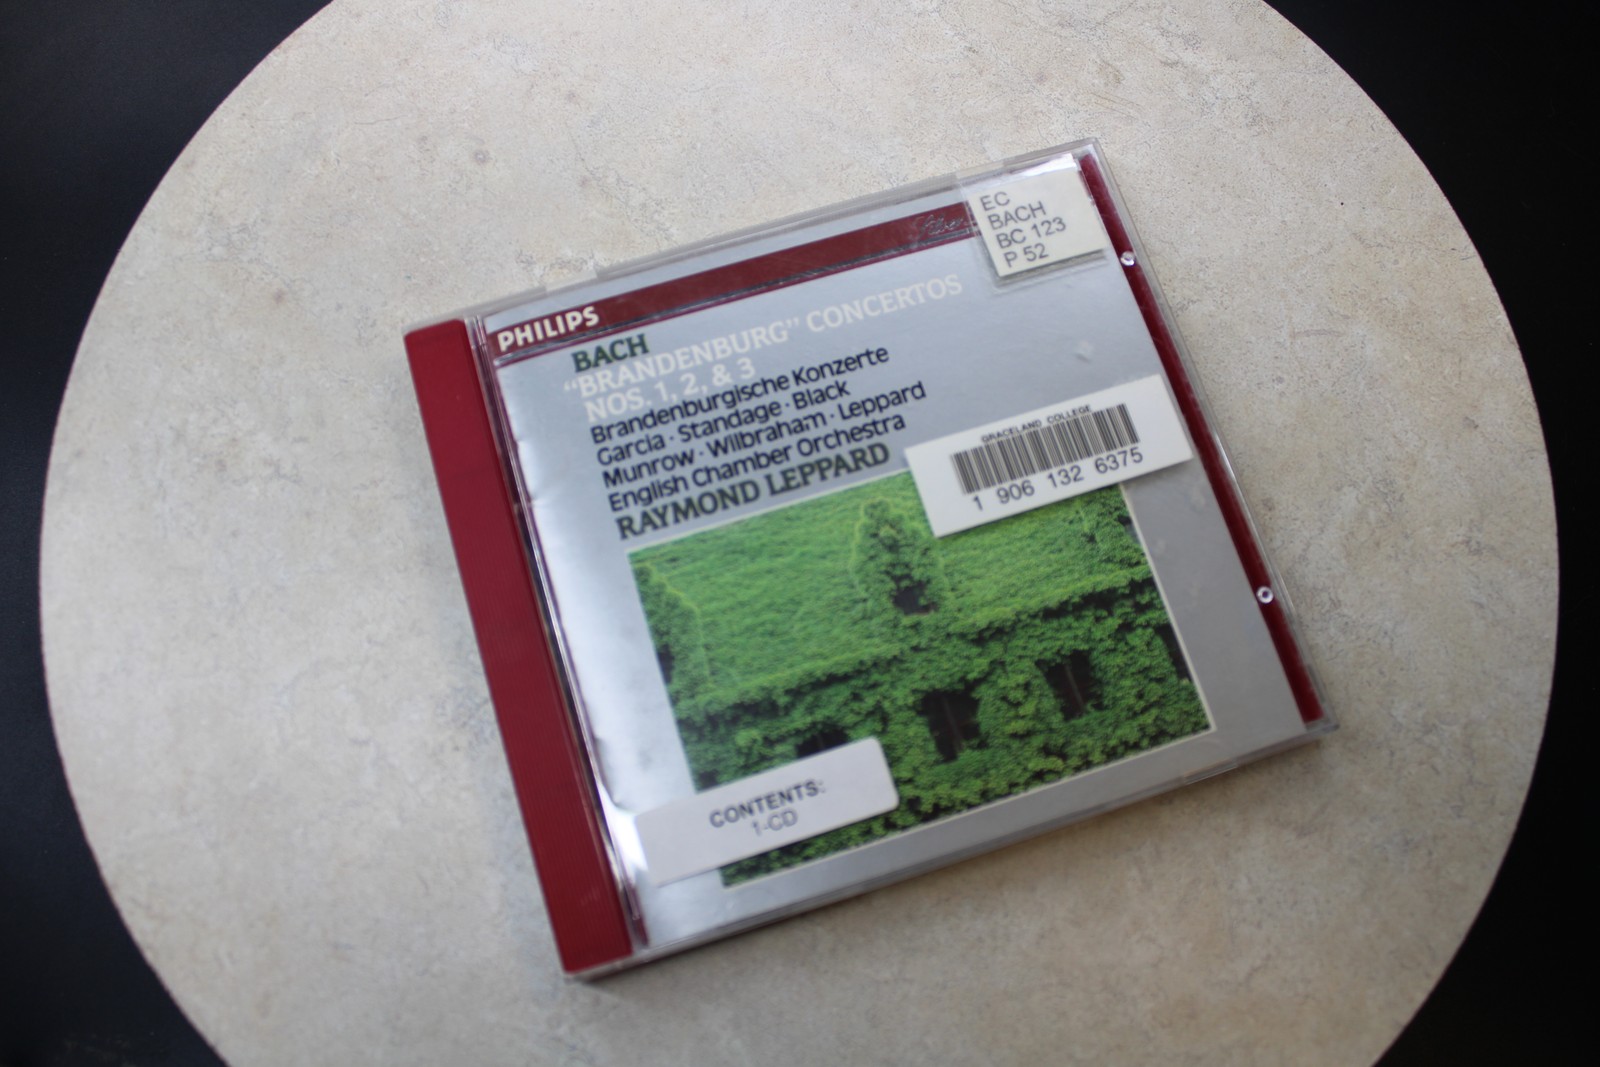 EC
BACH
BC 123
P 52
PHILIPS
BACH
“BRANDENBURG” CONCERTOS
NOS. 1, 2, & 3
Brandenburgische Konzerte
Garcia · Standage · Black
Munrow · Wilbraham · Leppard
English Chamber Orchestra
RAYMOND LEPPARD
GRACELAND COLLEGE
1 906 132 6375
CONTENTS:
1-CD